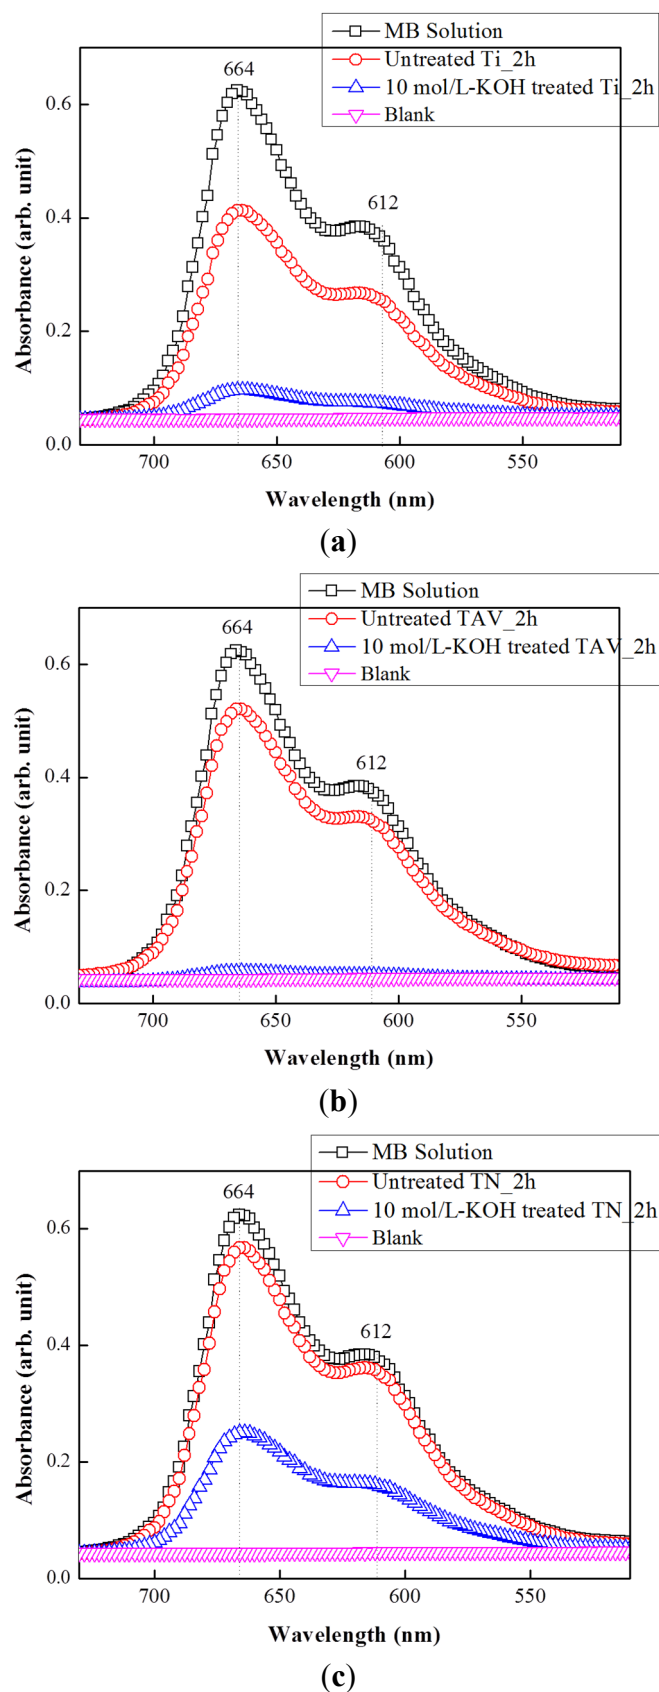 MB Solution
Untreated Ti_2h
10 mol/L-KOH treated Ti_2h
Blank
664
612
0.6
0.4
0.2
0.0
Absorbance (arb. unit)
700 650 600 550
Wavelength (nm)
(a)
MB Solution
Untreated TAV_2h
10 mol/L-KOH treated TAV_2h
Blank
664
612
0.6
0.4
0.2
0.0
Absorbance (arb. unit)
700 650 600 550
Wavelength (nm)
(b)
MB Solution
Untreated TN_2h
10 mol/L-KOH treated TN_2h
Blank
664
612
0.6
0.4
0.2
0.0
Absorbance (arb. unit)
700 650 600 550
Wavelength (nm)
(c)